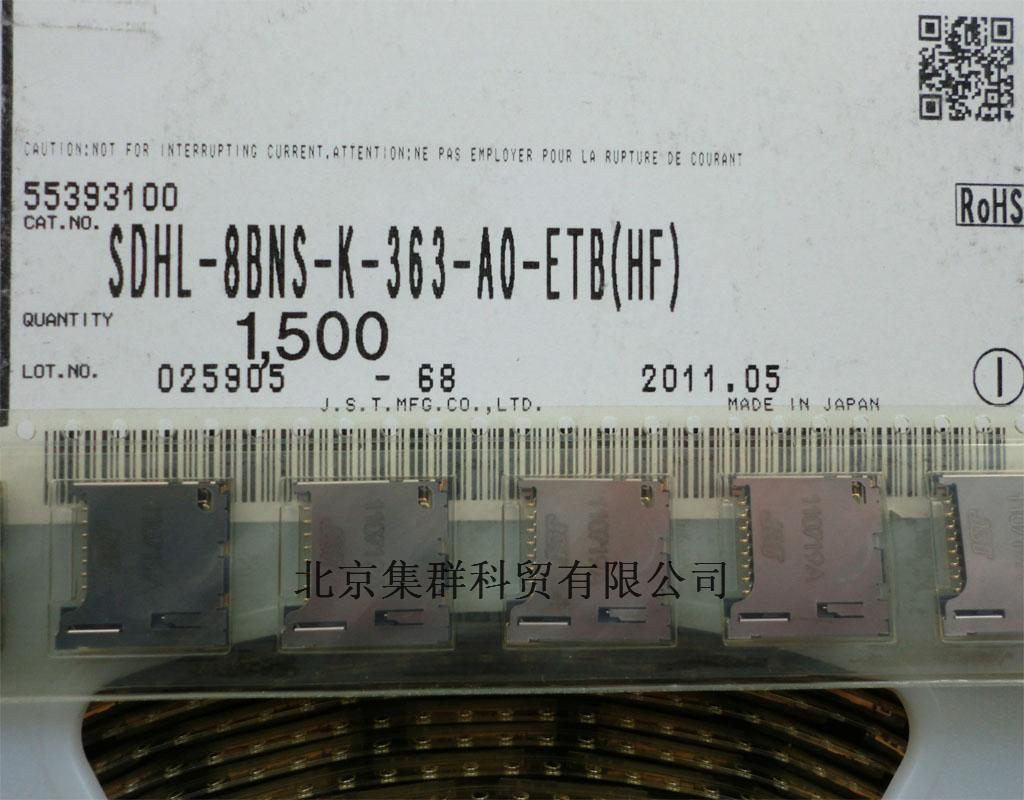 CAUTION:NOT FOR INTERRUPTING CURRENT.ATTENTION:NE PAS EMPLOYER POUR LA RUPTURE DE COURANT
55393100
RoHS
CAT.NO.
SDHL-8BNS-K-363-A0-ETB(HF)
QUANTITY 1,500
LOT.NO. 025905 - 68 2011.05
J.S.T.MFG.CO.,LTD. MADE IN JAPAN
北京集群科贸有限公司